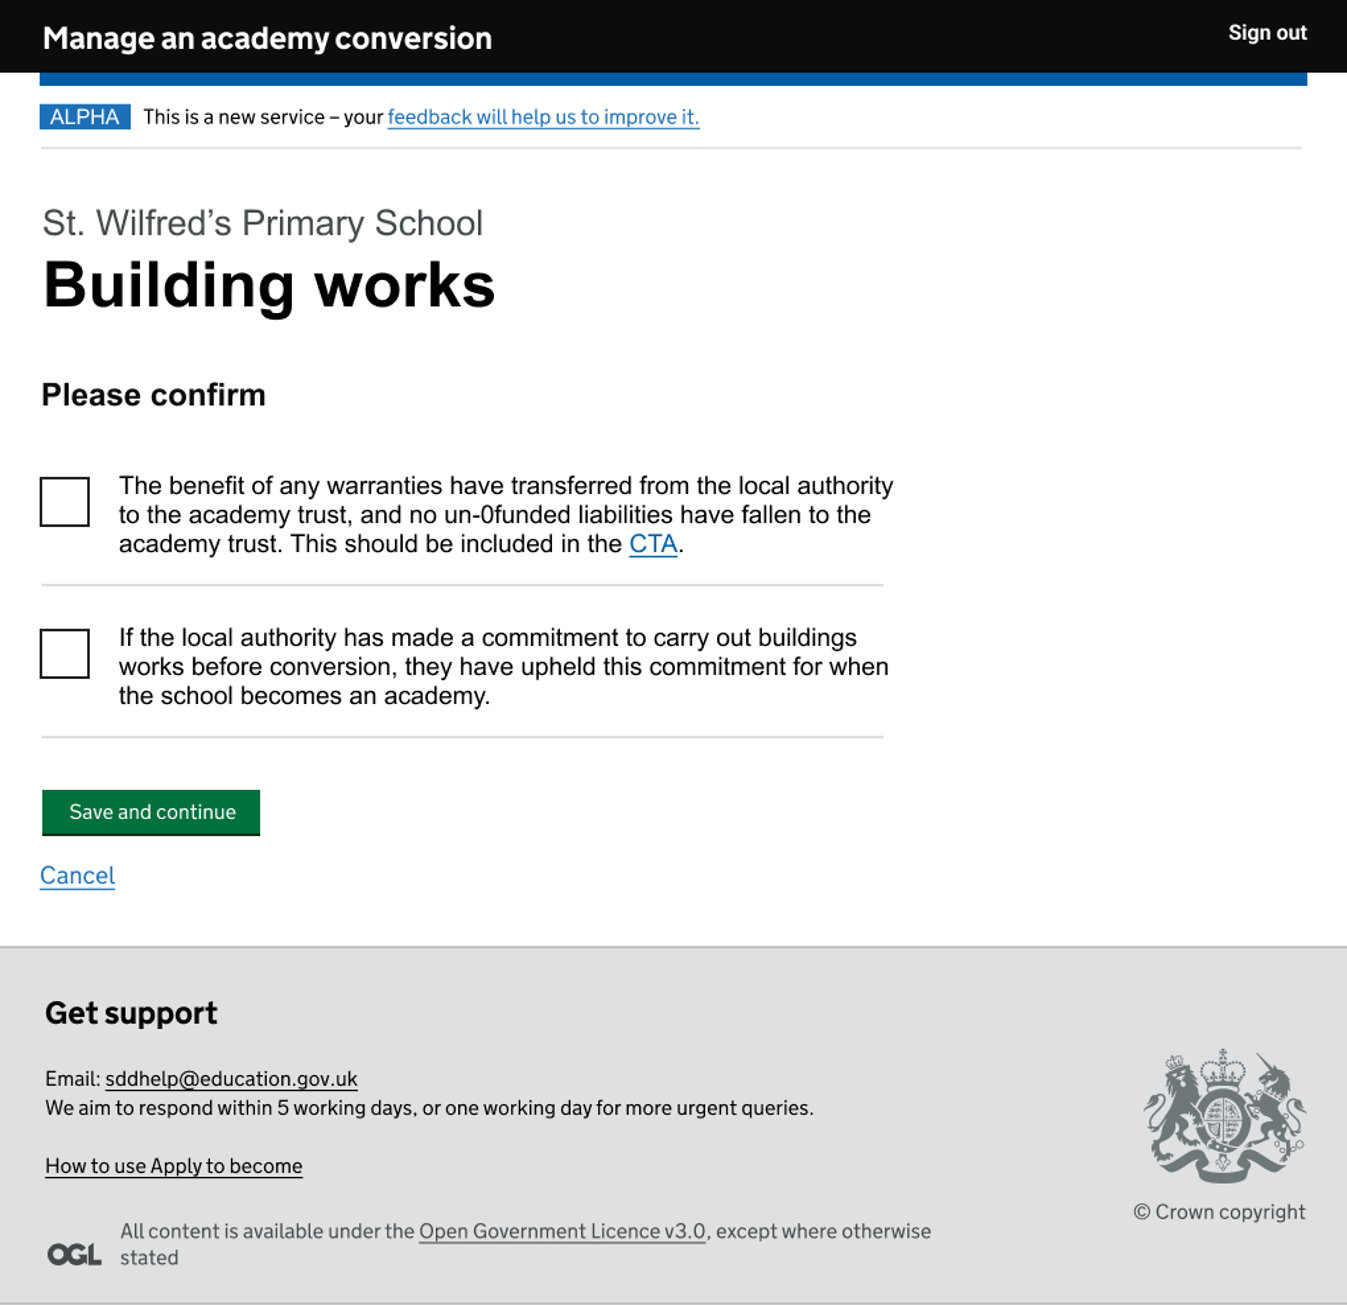 Manage an academy conversion
Sign out
ALPHA This is a new service – your feedback will help us to improve it.
St. Wilfred’s Primary School
Building works
Please confirm
The benefit of any warranties have transferred from the local authority
to the academy trust, and no un-0funded liabilities have fallen to the
academy trust. This should be included in the CTA.
If the local authority has made a commitment to carry out buildings
works before conversion, they have upheld this commitment for when
the school becomes an academy.
Save and continue
Cancel
Get support
Email: sddhelp@education.gov.uk
We aim to respond within 5 working days, or one working day for more urgent queries.
How to use Apply to become
© Crown copyright
OGL
All content is available under the Open Government Licence v3.0, except where otherwise
stated